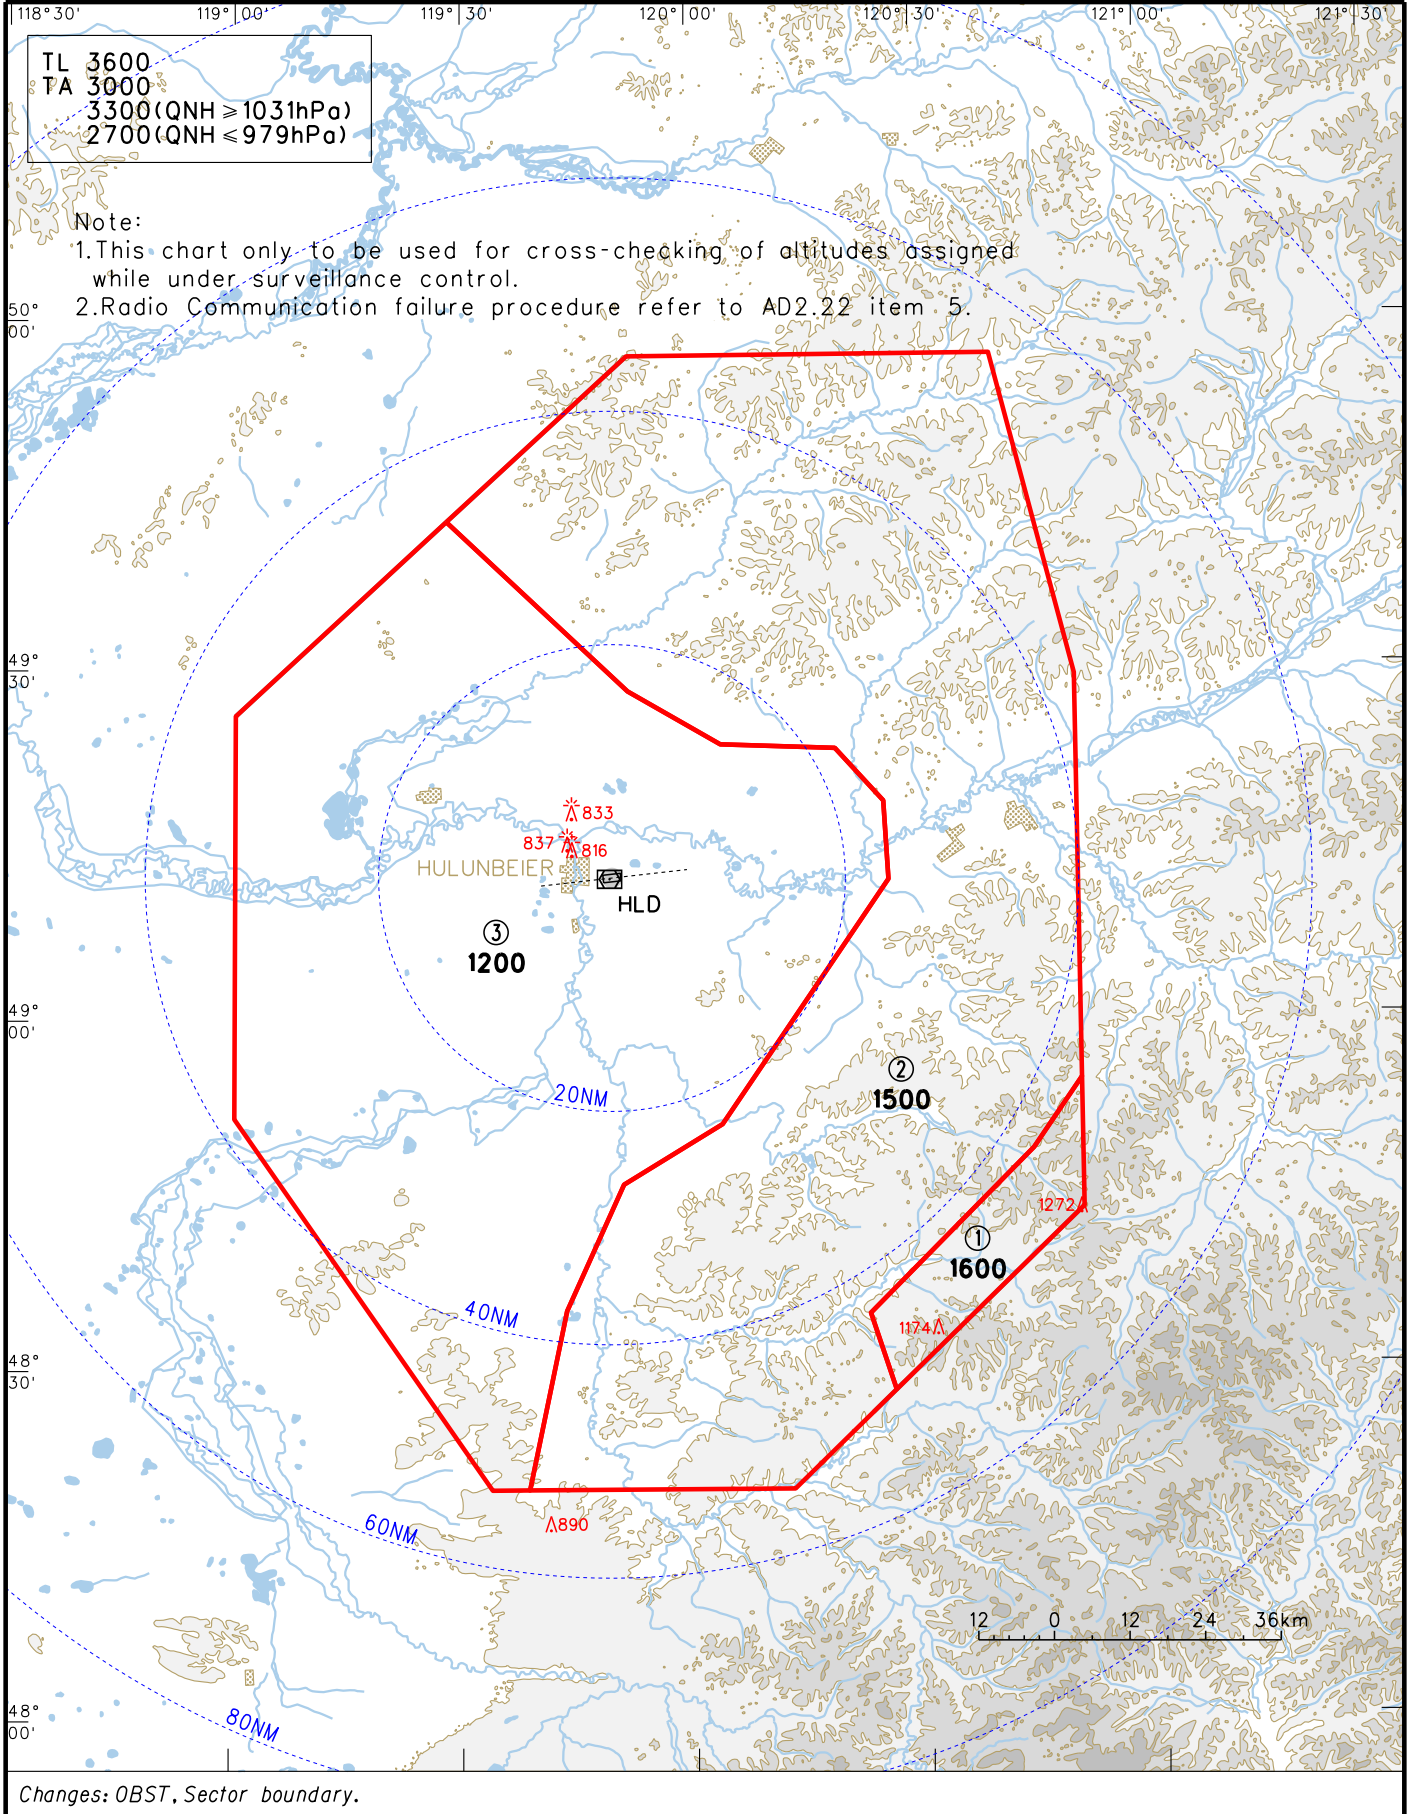 118°30' 119°00' 119°30' 120°00' 120°30' 121°00' 121°30'
TL 3600
TA 3000
3300(QNH≥1031hPa)
2700(QNH≤979hPa)
Note:
1.This chart only to be used for cross-checking of altitudes assigned
while under surveillance control.
2.Radio Communication failure procedure refer to AD2.22 item 5.
50°
00'
49°
30'
833
837
816
HULUNBEIER
HLD
③
1200
49°
00'
②
1500
20NM
1272
①
1600
40NM
1174
48°
30'
890
60NM
12 0 12 24 36km
48°
00'
80NM
Changes: OBST, Sector boundary.